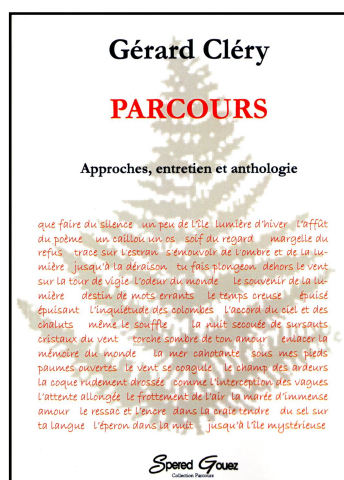 Gérard Cléry
PARCOURS
Approches, entretien et anthologie
que faire du silence un peu de l'île lumière d'hiver l'affût
du poème un caillou un os soif du regard margelle du
refus trace sur l'estran s'émouvoir de l'ombre et de la lu-
mière jusqu'à la déraison tu fais plongeon dehors le vent
sur la tour de vigie l'odeur du monde le souvenir de la lu-
mière destin de mots errants le temps creuse épuisé
épuisant l'inquiétude des colombes l'accord du ciel et des
chaluts même le souffle la nuit secouée de sursauts
cristaux du vent torche sombre de ton amour enlacer la
mémoire du monde la mer cahotante sous mes pieds
paumes ouvertes le vent se coagule le champ des ardeurs
la coque rudement drossée comme l'interception des vagues
l'attente allongée le frottement de l'air la marée d'immense
amour le ressac et l'encre dans la craie tendre du sel sur
ta langue l'éperon dans la nuit jusqu'à l'île mystérieuse
Spered Gouez
Collection Parcours